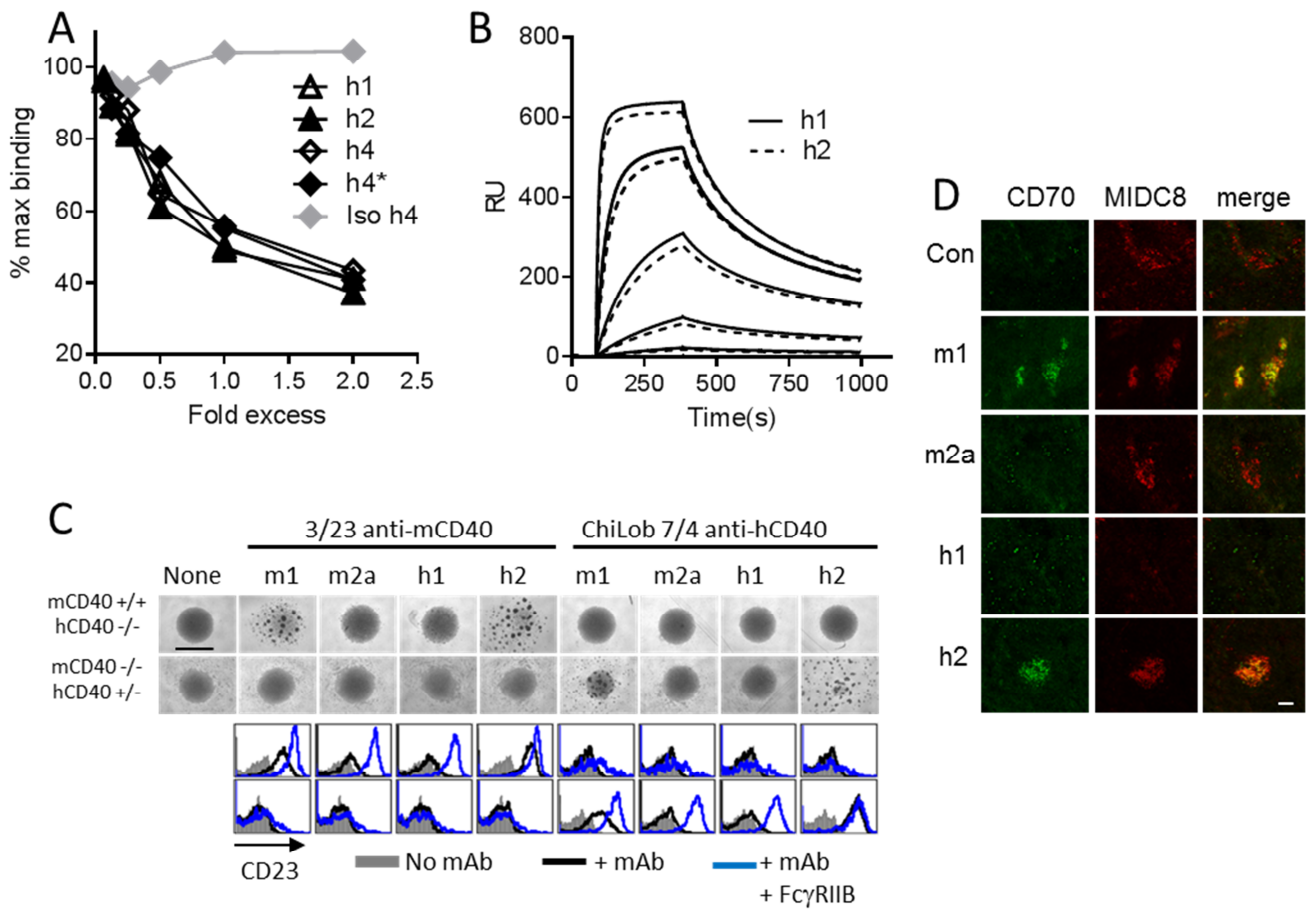 A
100
80
60
40
20
% max binding
0.0 0.5 1.0 1.5 2.0 2.5
Fold excess
h1
h2
h4
h4*
Iso h4
B
800
600
400
200
0
RU
0 250 500 750 1000
Time(s)
h1
h2
C
3/23 anti-mCD40 ChiLob 7/4 anti-hCD40
None m1 m2a h1 h2 m1 m2a h1 h2
mCD40 +/+
hCD40 -/-
mCD40 -/-
hCD40 +/-
CD23
No mAb + mAb + mAb
+ FcγRIIB
D
CD70 MIDC8 merge
Con
m1
m2a
h1
h2